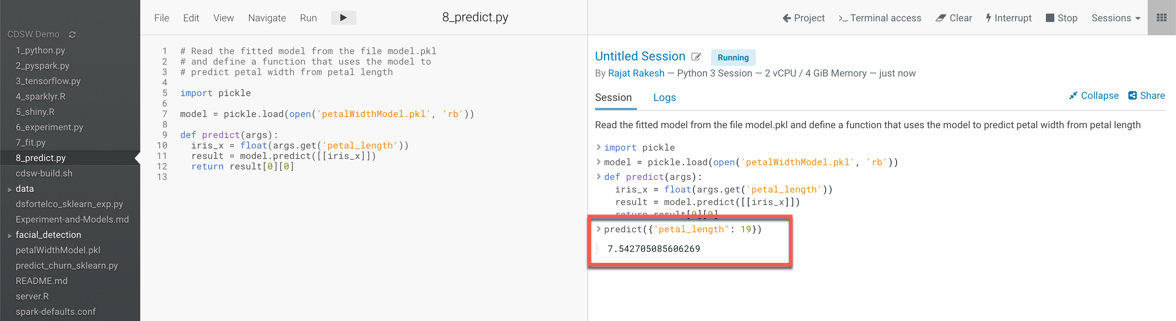 File Edit View Navigate Run
8_predict.py
Project Terminal access Clear Interrupt Stop Sessions
CDSW Demo
1_python.py
2_pyspark.py
3_tensorflow.py
4_sparklyr.R
5_shiny.R
6_experiment.py
7_fit.py
8_predict.py
cdsw-build.sh
data
dsfortelco_sklearn_exp.py
Experiment-and-Models.md
facial_detection
petalWidthModel.pkl
predict_churn_sklearn.py
README.md
server.R
spark-defaults.conf
1 # Read the fitted model from the file model.pkl
2 # and define a function that uses the model to
3 # predict petal width from petal length
4
5 import pickle
6
7 model = pickle.load(open('petalWidthModel.pkl', 'rb'))
8
9 def predict(args):
10 iris_x = float(args.get('petal_length'))
11 result = model.predict([[iris_x]])
12 return result[0][0]
13
Untitled Session Running
By Rajat Rakesh — Python 3 Session — 2 vCPU / 4 GiB Memory — just now
Session Logs Collapse Share
Read the fitted model from the file model.pkl and define a function that uses the model to predict petal width from petal length
> import pickle
> model = pickle.load(open('petalWidthModel.pkl', 'rb'))
> def predict(args):
iris_x = float(args.get('petal_length'))
result = model.predict([[iris_x]])
return result[0][0]
> predict({"petal_length": 19})
7.542705085606269